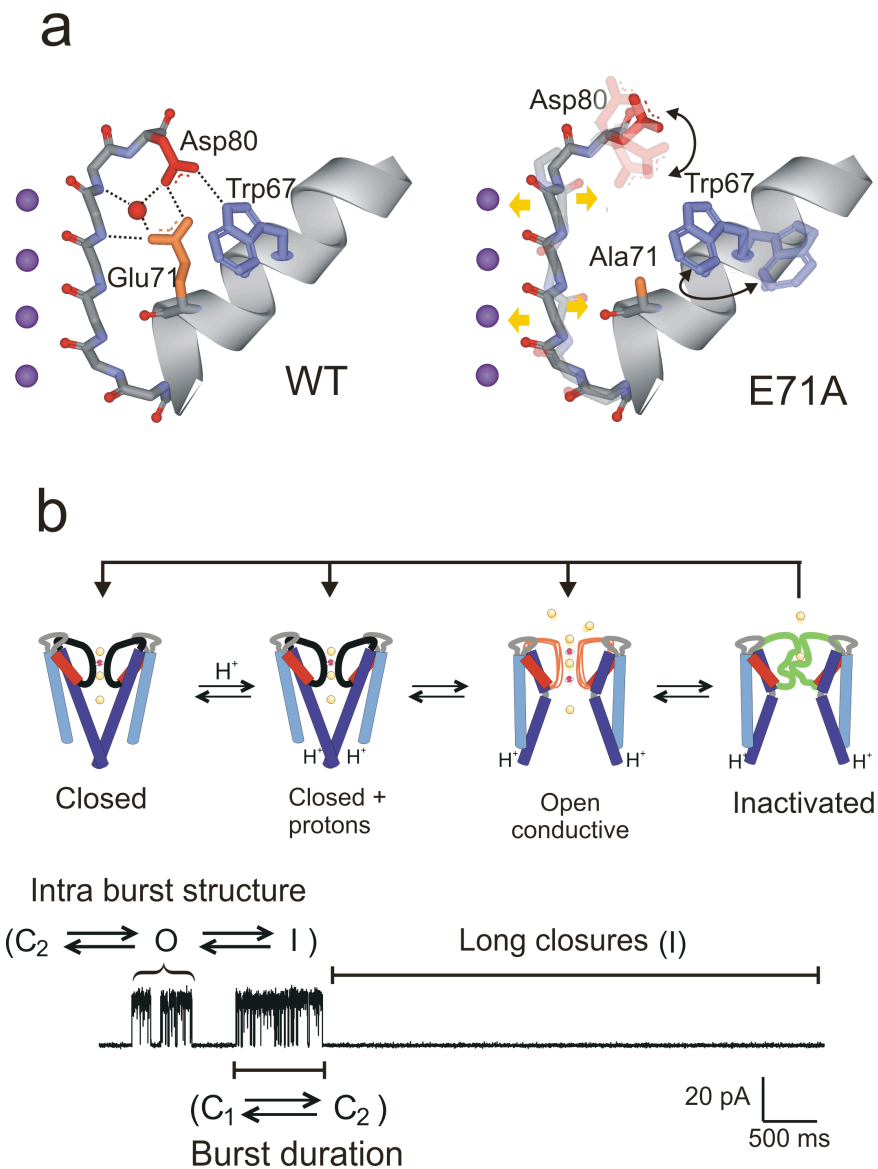 a
Asp80
Trp67
Glu71
WT
Asp80
Trp67
Ala71
E71A
b
H+
H+ H+
H+ H+
H+ H+
Closed
Closed +
protons
Open
conductive
Inactivated
Intra burst structure
(C2 O I )
Long closures (I)
(C1 C2 )
Burst duration
20 pA
500 ms